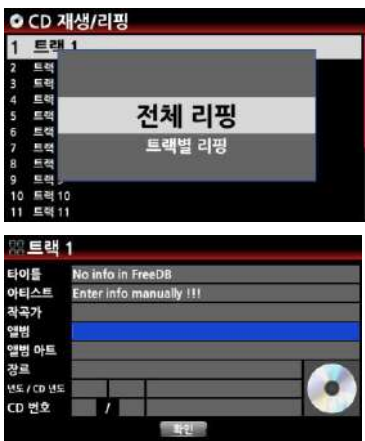 CD 재생/리핑
1 트랙 1
2 트랙
3 트랙
4 트랙
5 트랙
6 트랙
7 트랙
8 트랙
9 트랙 9
10 트랙 10
11 트랙 11
전체 리핑
트랙별 리핑
트랙 1
타이틀 No info in FreeDB
아티스트 Enter info manually !!!
작곡가
앨범
앨범 아트
장르
년도 / CD 년도
CD 번호 /
확인